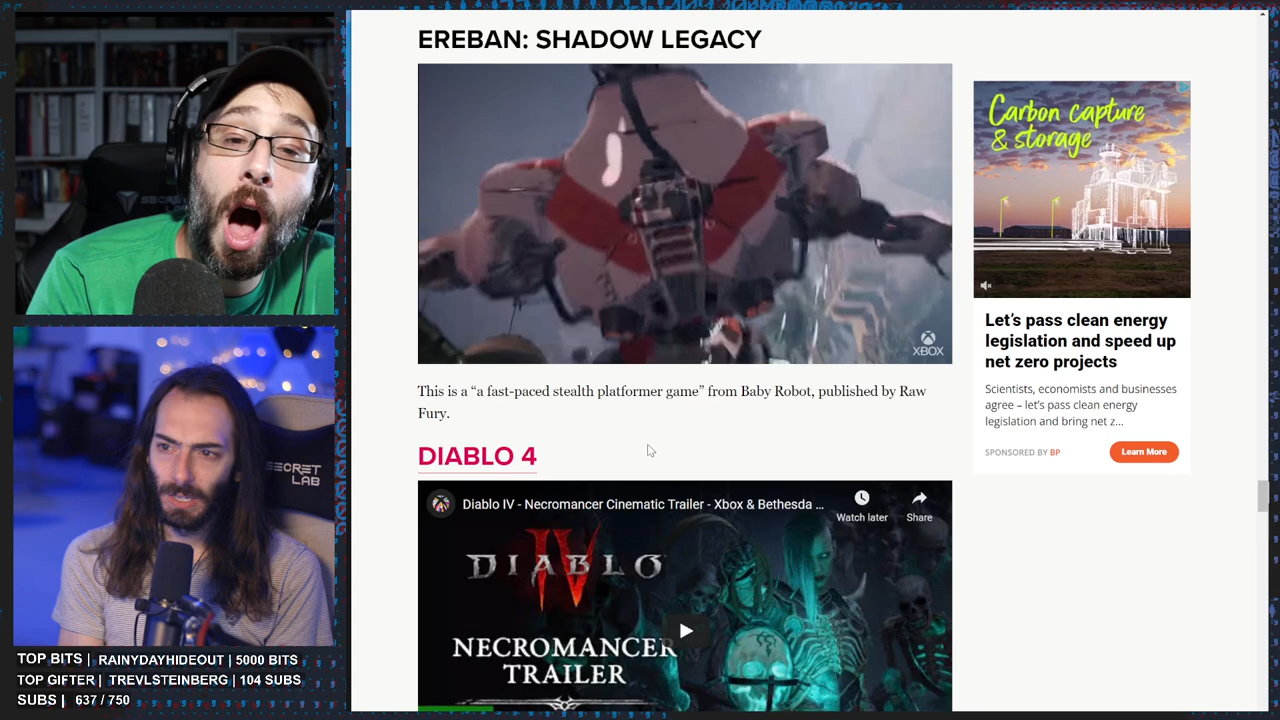 EREBAN: SHADOW LEGACY
XBOX
This is a “a fast-paced stealth platformer game” from Baby Robot, published by Raw
Fury.
DIABLO 4
Diablo IV - Necromancer Cinematic Trailer - Xbox & Bethesda ...
Watch later
Share
DIABLO
IV
NECROMANCER
TRAILER
Carbon capture
& storage
Let’s pass clean energy
legislation and speed up
net zero projects
Scientists, economists and businesses
agree – let’s pass clean energy
legislation and bring net z...
SPONSORED BY BP
Learn More
SECRET
LAB
TOP BITS | RAINYDAYHIDEOUT | 5000 BITS
TOP GIFTER | TREVLSTEINBERG | 104 SUBS
SUBS | 637 / 750